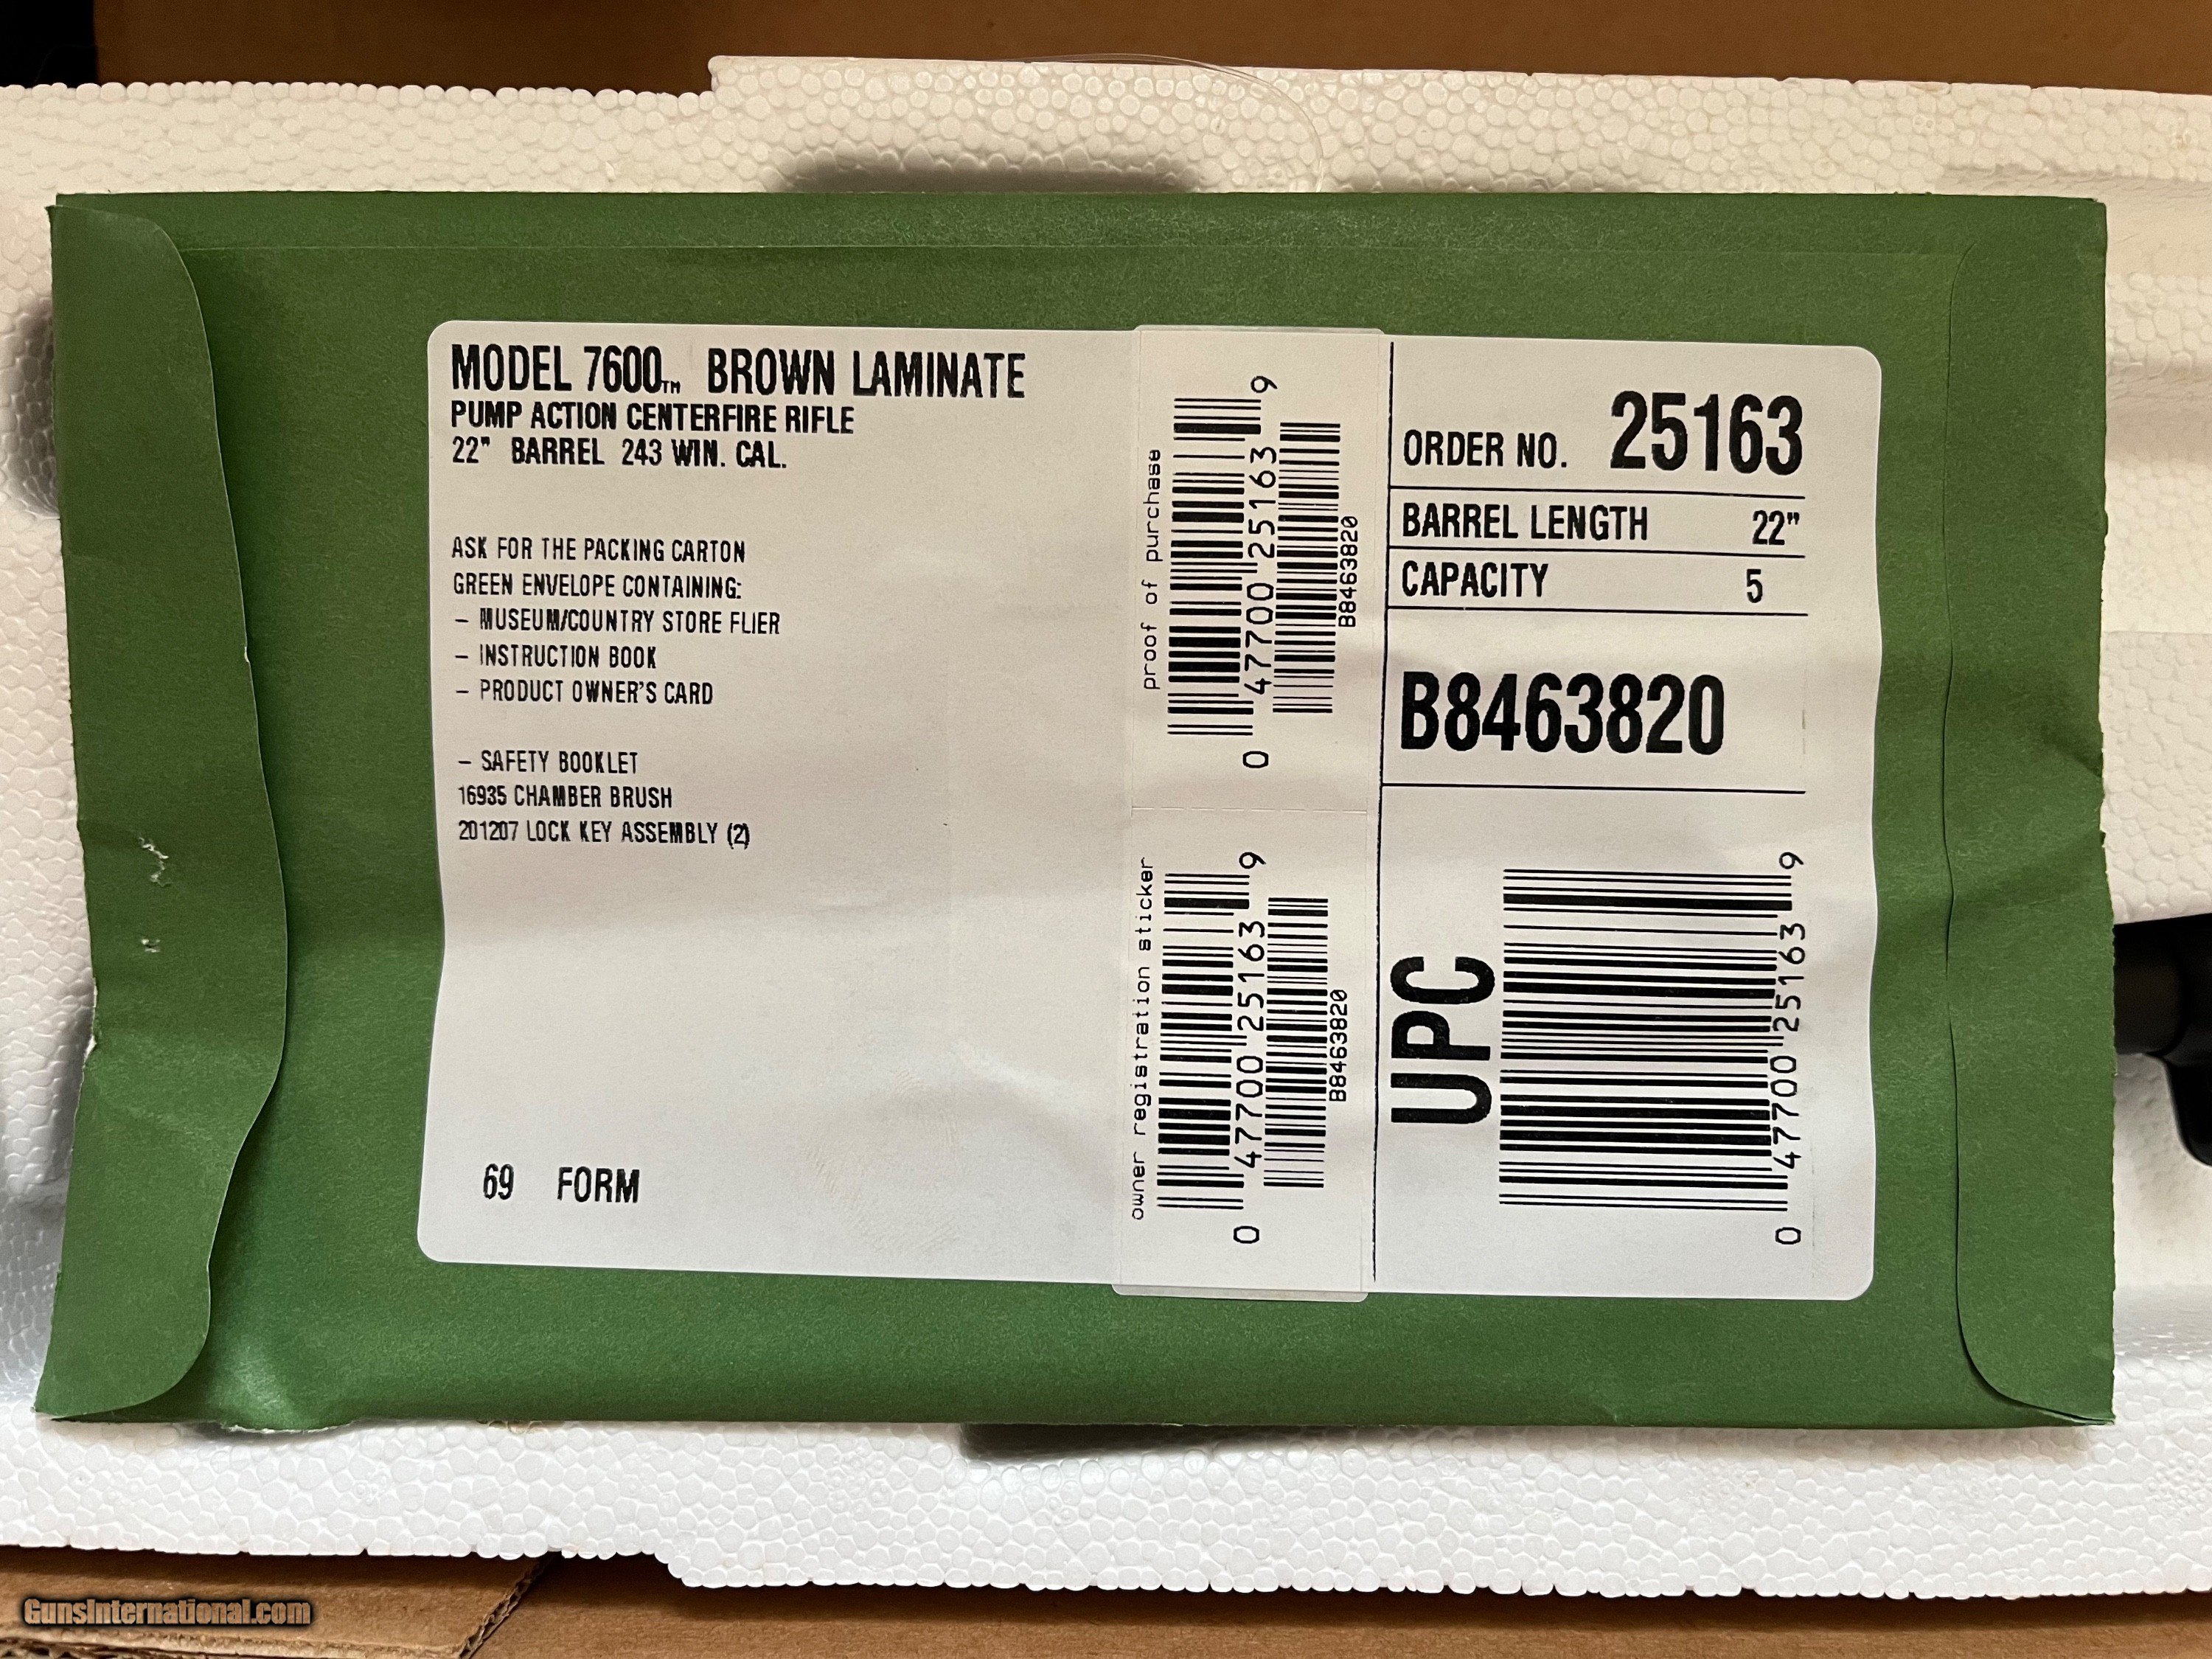 MODEL 7600™ BROWN LAMINATE
PUMP ACTION CENTERFIRE RIFLE
22" BARREL 243 WIN. CAL.
ASK FOR THE PACKING CARTON
GREEN ENVELOPE CONTAINING:
– MUSEUM/COUNTRY STORE FLIER
– INSTRUCTION BOOK
– PRODUCT OWNER'S CARD
– SAFETY BOOKLET
16935 CHAMBER BRUSH
201207 LOCK KEY ASSEMBLY (2)
69 FORM
proof of purchase
0 47700 25163 9
B8463820
owner registration sticker
0 47700 25163 9
B8463820
ORDER NO. 25163
BARREL LENGTH 22"
CAPACITY 5
B8463820
UPC
0 47700 25163 9
GunsInternational.com